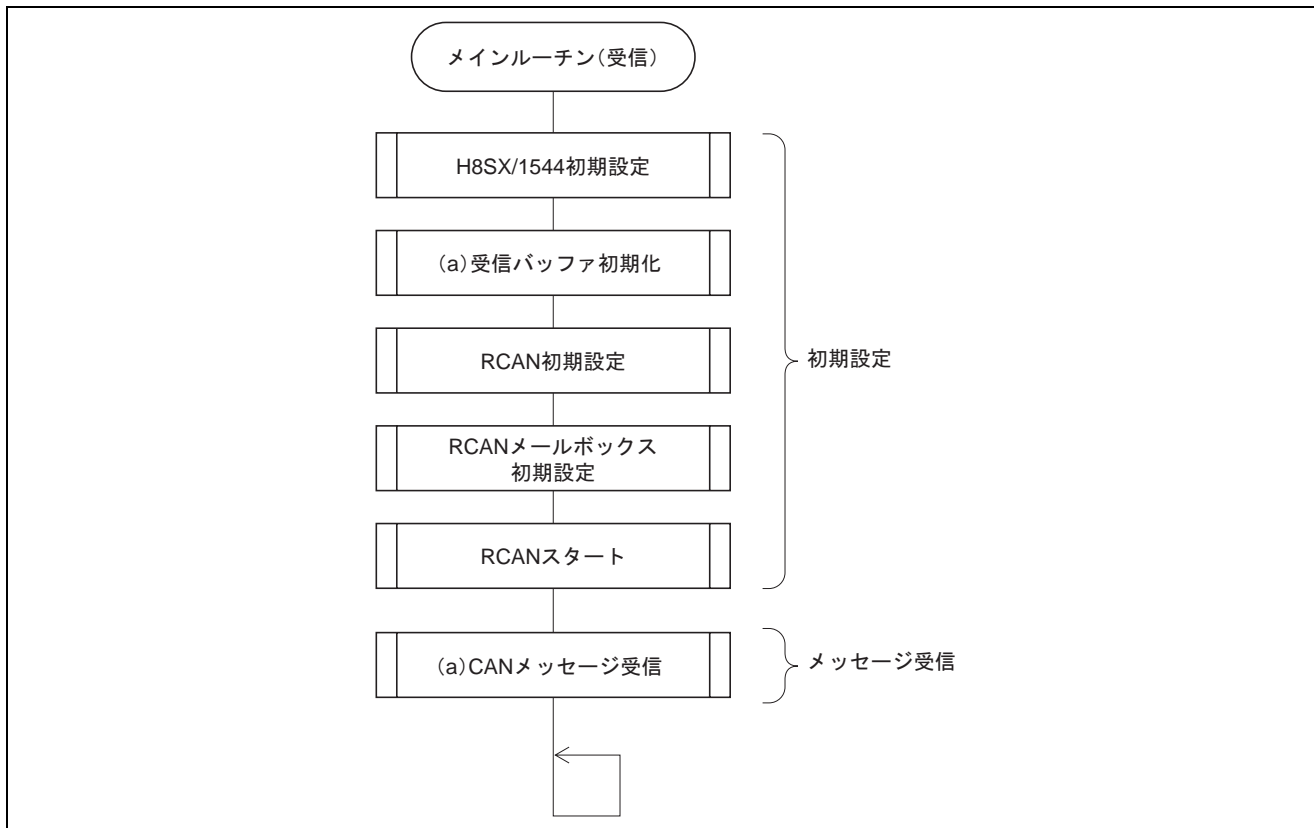 メインルーチン(受信)
H8SX/1544初期設定
(a)受信バッファ初期化
RCAN初期設定
初期設定
RCANメールボックス
初期設定
RCANスタート
(a)CANメッセージ受信
メッセージ受信